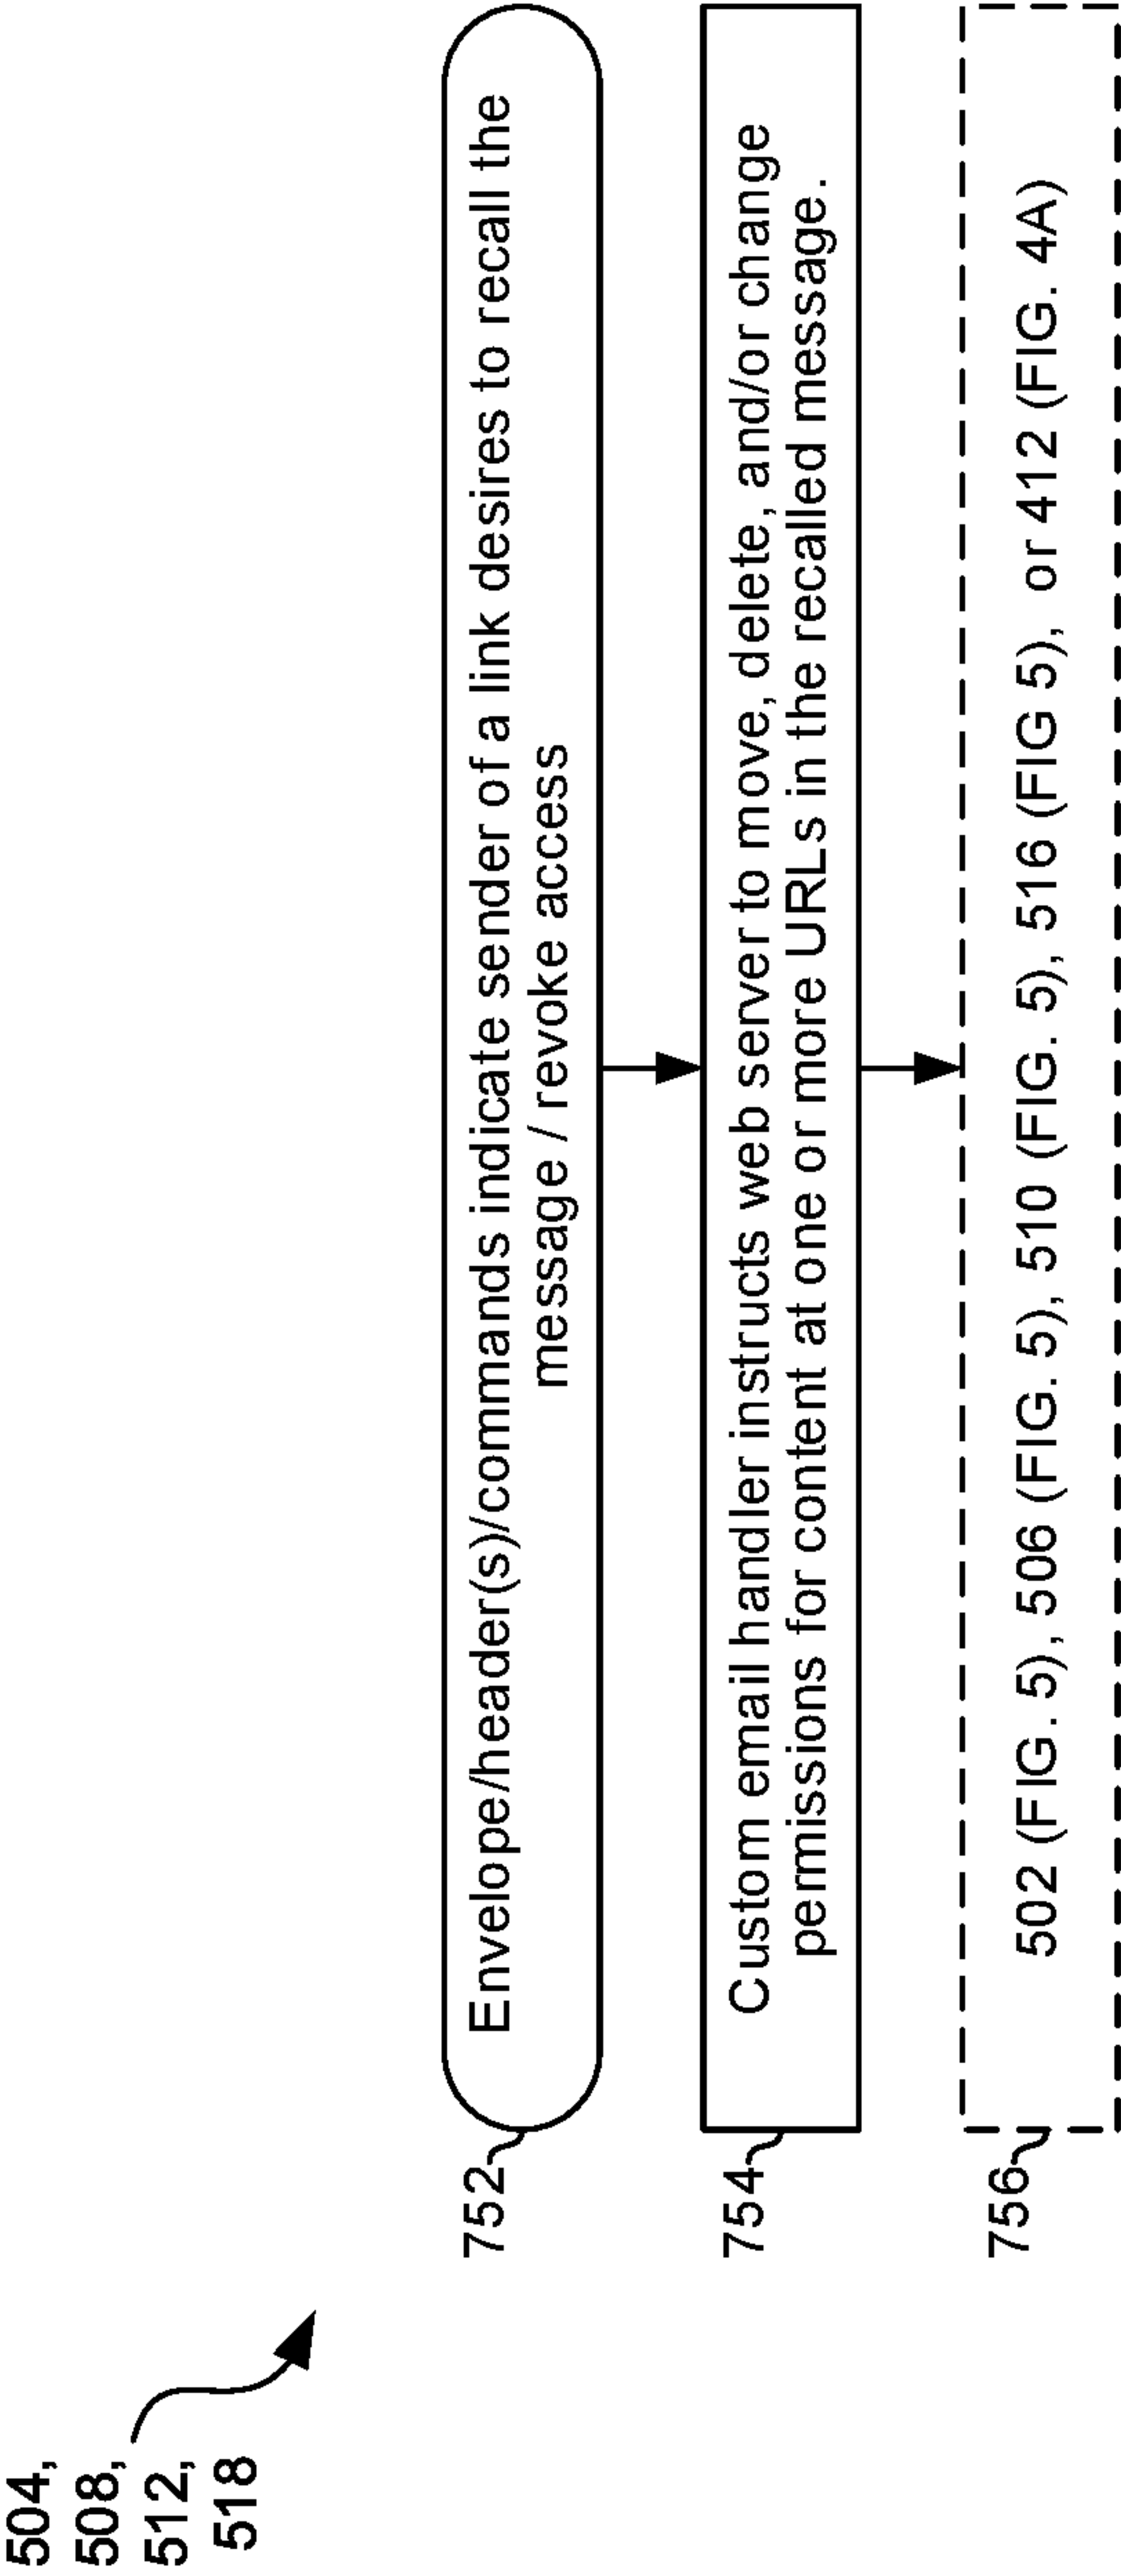 504,
508,
512,
518
752
Envelope/header(s)/commands indicate sender of a link desires to recall the
message / revoke access
754
Custom email handler instructs web server to move, delete, and/or change
permissions for content at one or more URLs in the recalled message.
756
502 (FIG. 5), 506 (FIG. 5), 510 (FIG. 5), 516 (FIG 5), or 412 (FIG. 4A)